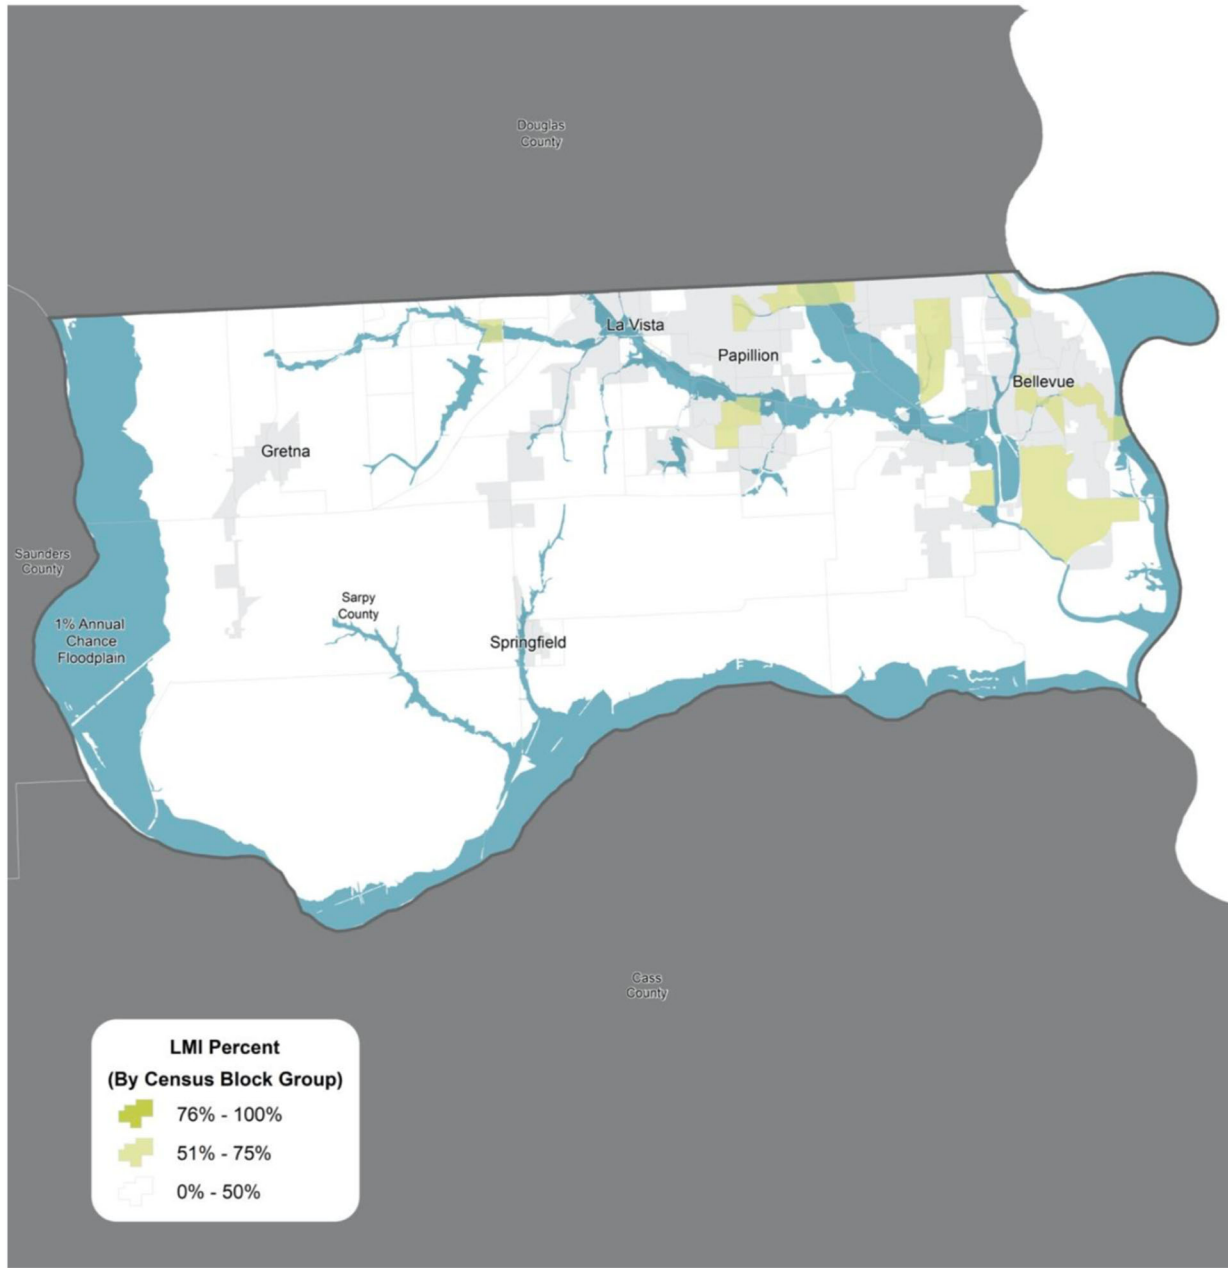 Douglas
County
La Vista
Papillion
Bellevue
Gretna
Saunders
County
Sarpy
County
1% Annual
Chance
Floodplain
Springfield
Cass
County
LMI Percent
(By Census Block Group)
76% - 100%
51% - 75%
0% - 50%